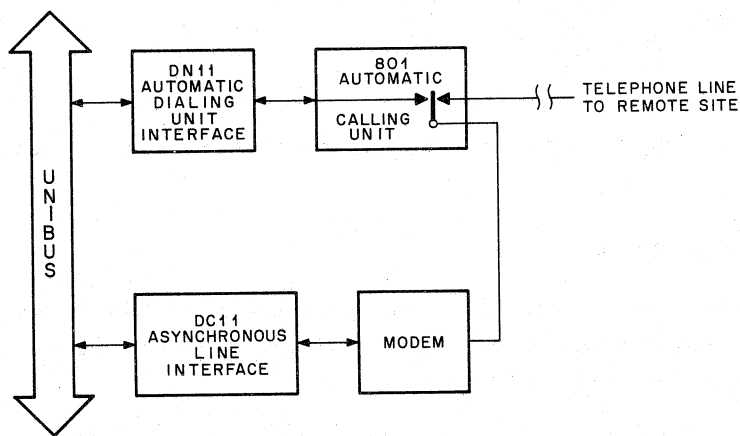 DN11
AUTOMATIC
DIALING
UNIT
INTERFACE
801
AUTOMATIC
CALLING
UNIT
TELEPHONE LINE
TO REMOTE SITE
UNIBUS
DC11
ASYNCHRONOUS
LINE
INTERFACE
MODEM